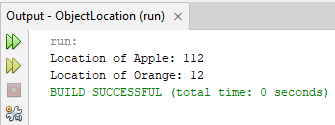 Output - ObjectLocation (run)
run:
Location of Apple: 112
Location of Orange: 12
BUILD SUCCESSFUL (total time: 0 seconds)